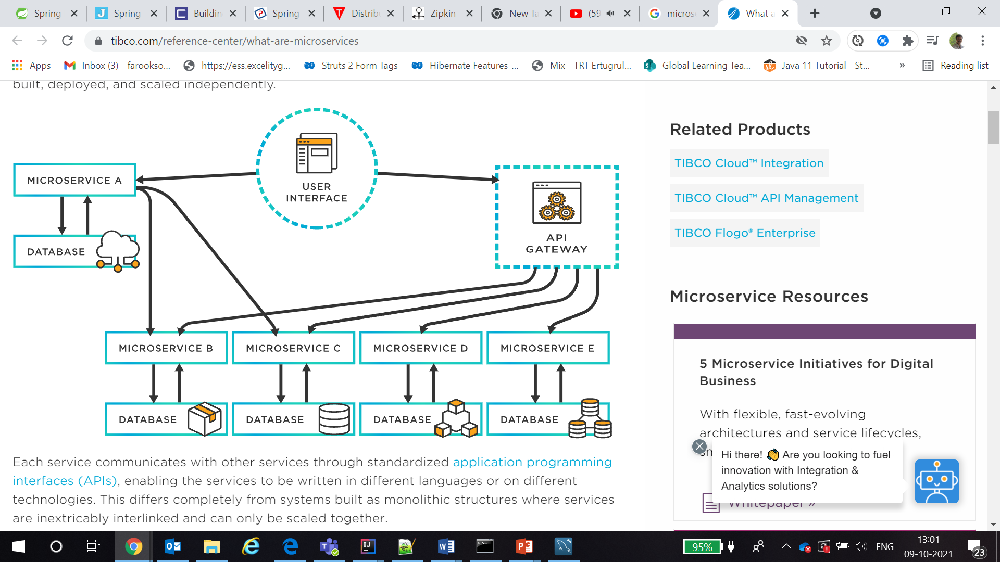 Spring
Spring
Buildin
Spring
Distrib
Zipkin
New Ta
(59
micros
What a
tibco.com/reference-center/what-are-microservices
Apps
Inbox (3) - farookso...
https://ess.excelityg...
Struts 2 Form Tags
Hibernate Features-...
Mix - TRT Ertugrul...
Global Learning Tea...
Java 11 Tutorial - St...
»
Reading list
built, deployed, and scaled independently.
USER
INTERFACE
MICROSERVICE A
DATABASE
API
GATEWAY
MICROSERVICE B
MICROSERVICE C
MICROSERVICE D
MICROSERVICE E
DATABASE
DATABASE
DATABASE
DATABASE
Each service communicates with other services through standardized application programming
interfaces (APIs), enabling the services to be written in different languages or on different
technologies. This differs completely from systems built as monolithic structures where services
are inextricably interlinked and can only be scaled together.
Related Products
TIBCO Cloud™ Integration
TIBCO Cloud™ API Management
TIBCO Flogo® Enterprise
Microservice Resources
5 Microservice Initiatives for Digital
Business
With flexible, fast-evolving
architectures and service lifecycles,
Hi there! 👏 Are you looking to fuel
innovation with Integration &
Analytics solutions?
Whitepaper »
95%
ENG
13:01
09-10-2021
23